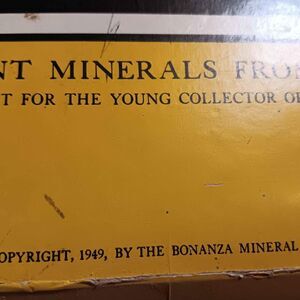 NT MINERALS FRO
T FOR THE YOUNG COLLECTOR O
OPYRIGHT, 1949, BY THE BONANZA MINERAL